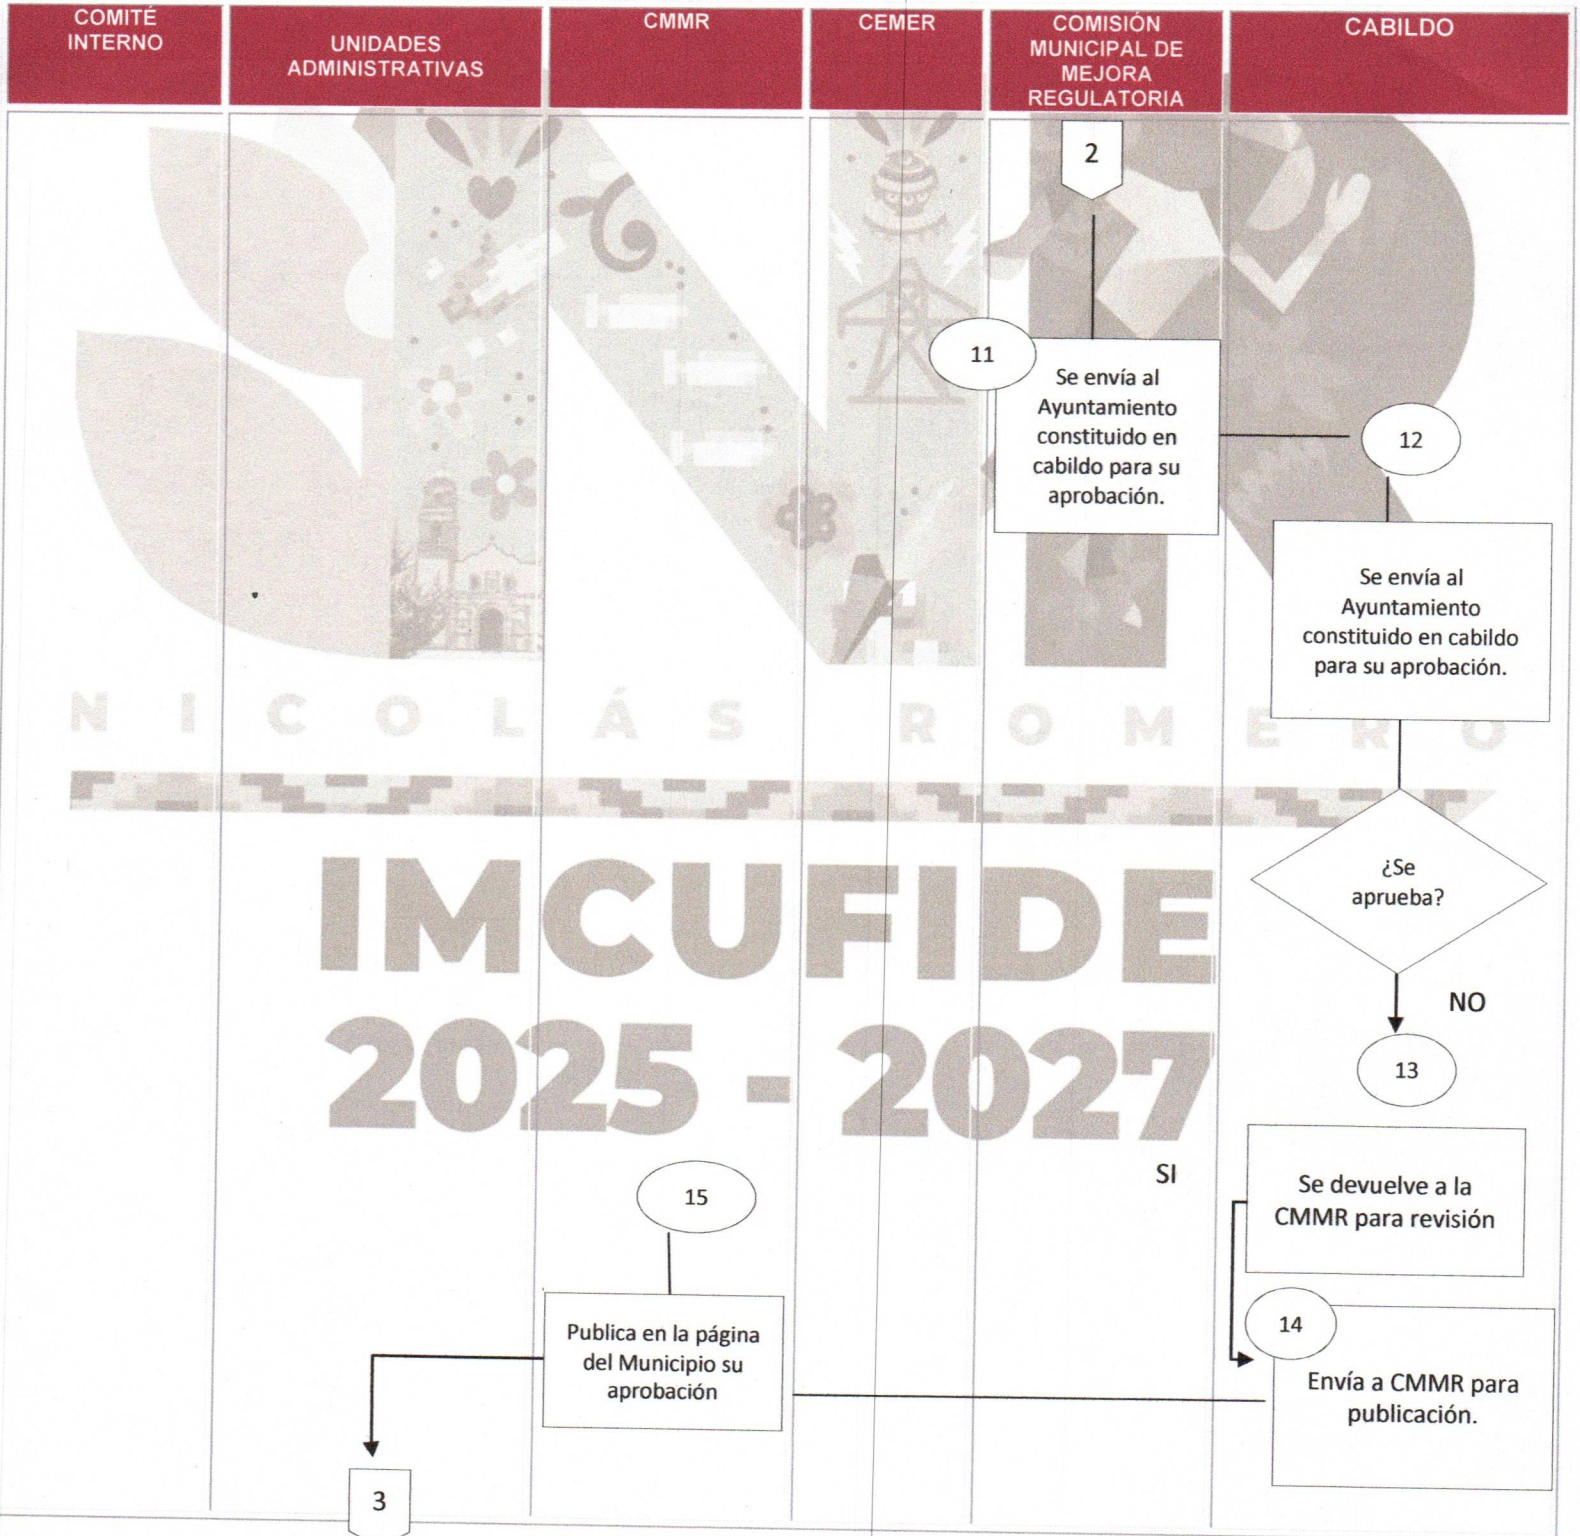 COMITÉ
INTERNO
UNIDADES
ADMINISTRATIVAS
CMMR
CEMER
COMISIÓN
MUNICIPAL DE
MEJORA
REGULATORIA
CABILDO
2
11
Se envía al
Ayuntamiento
constituido en
cabildo para su
aprobación.
12
Se envía al
Ayuntamiento
constituido en cabildo
para su aprobación.
NICOLÁS ROMERO
¿Se
aprueba?
IMCUFIDE
NO
2025 - 2027
13
SI
Se devuelve a la
CMMR para revisión
15
14
Publica en la página
del Municipio su
aprobación
Envía a CMMR para
publicación.
3